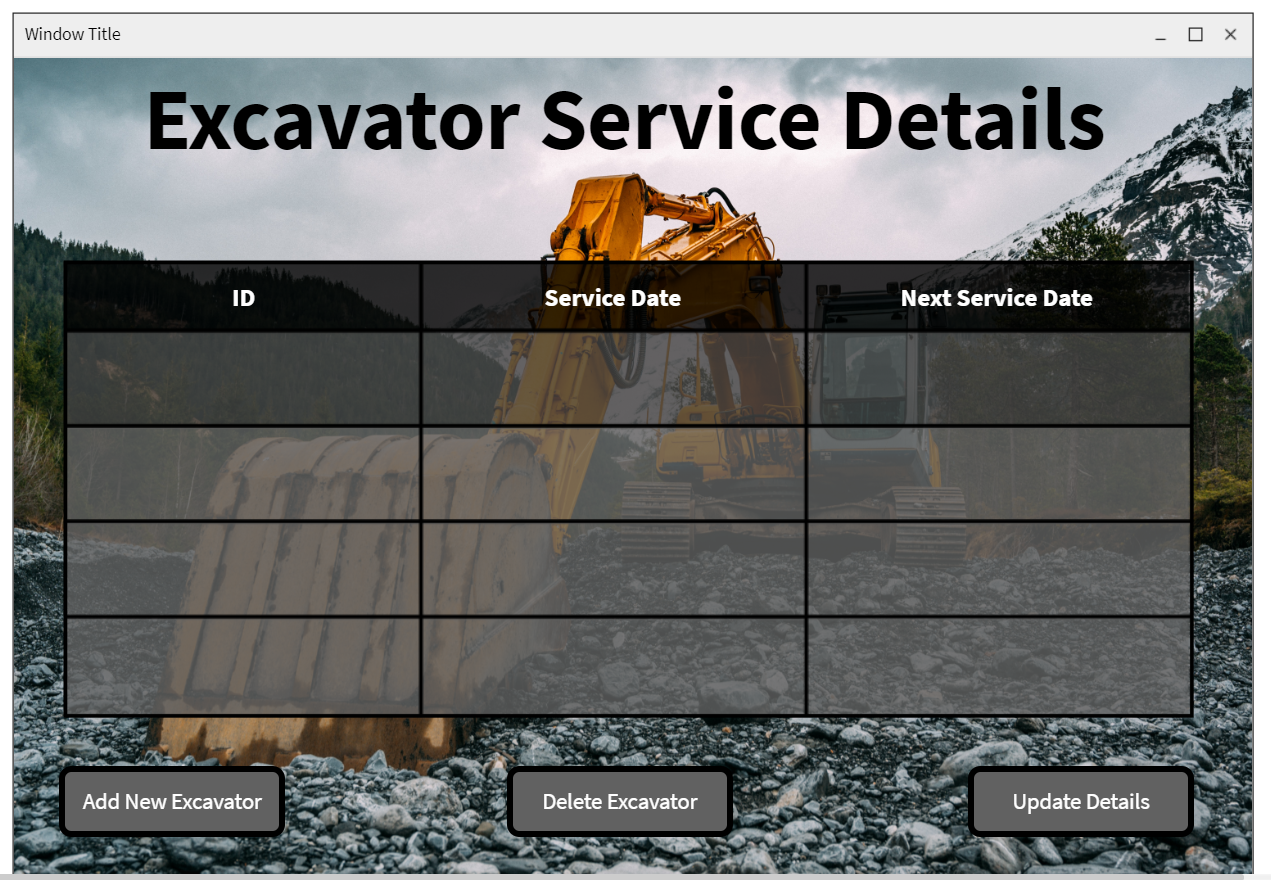 Window Title
Excavator Service Details
ID Service Date Next Service Date
Add New Excavator Delete Excavator Update Details